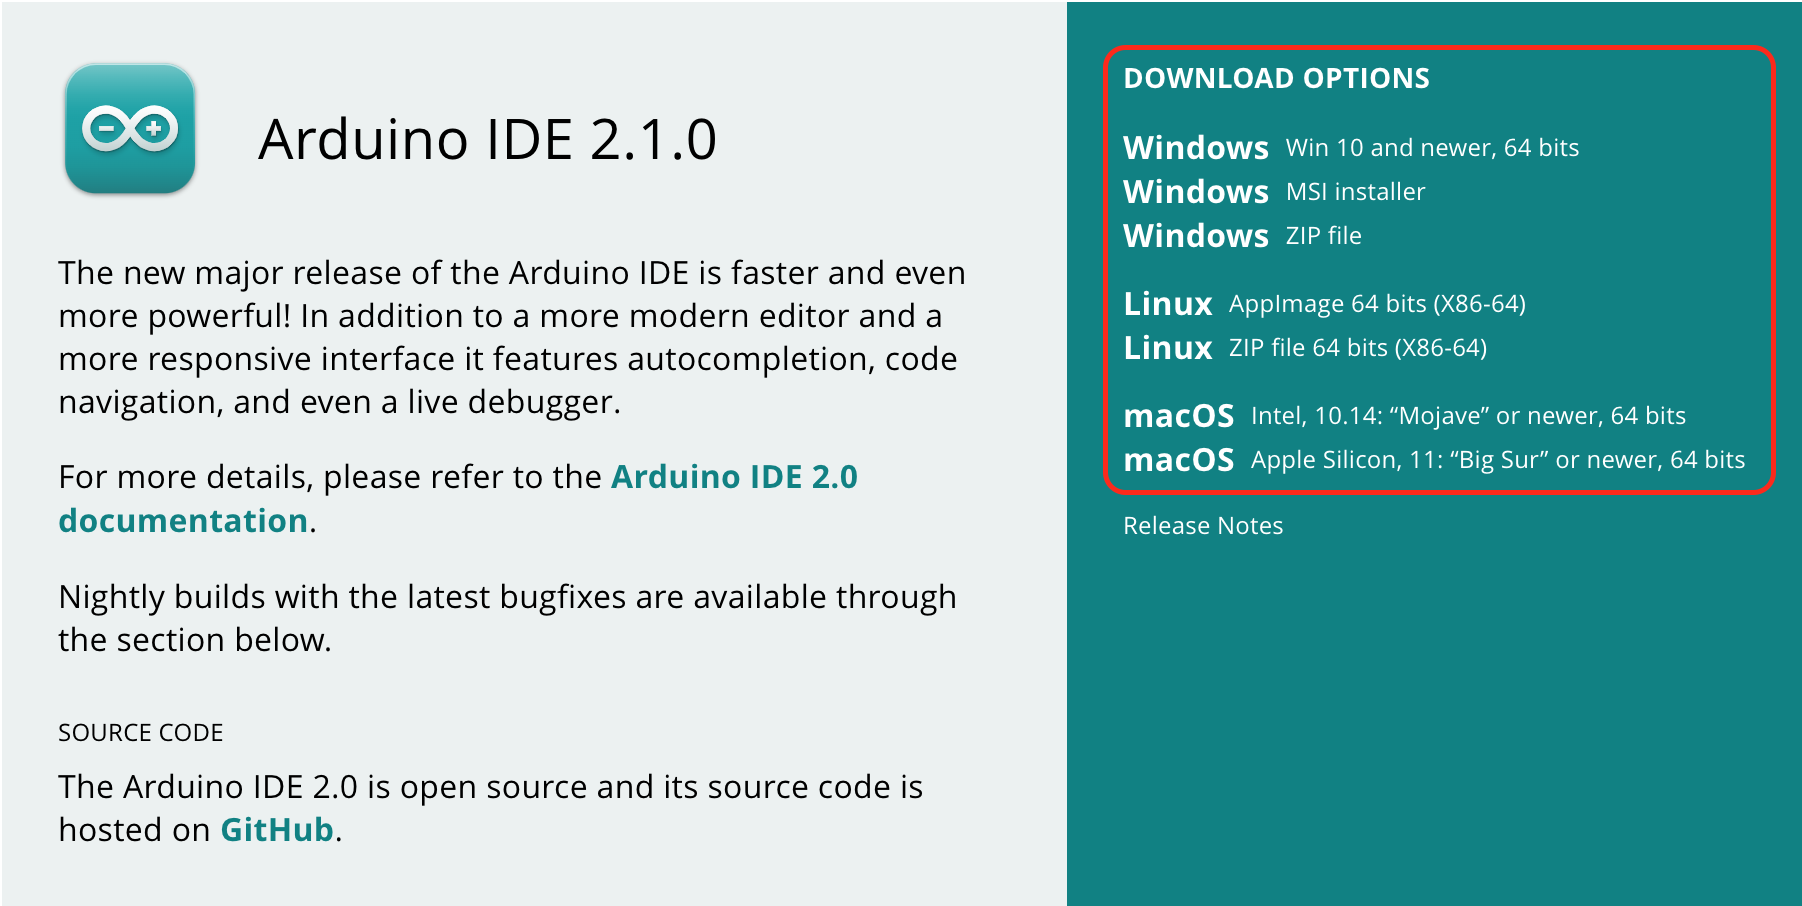 Arduino IDE 2.1.0
The new major release of the Arduino IDE is faster and even
more powerful! In addition to a more modern editor and a
more responsive interface it features autocompletion, code
navigation, and even a live debugger.
For more details, please refer to the Arduino IDE 2.0
documentation.
Nightly builds with the latest bugfixes are available through
the section below.
SOURCE CODE
The Arduino IDE 2.0 is open source and its source code is
hosted on GitHub.
DOWNLOAD OPTIONS
Windows Win 10 and newer, 64 bits
Windows MSI installer
Windows ZIP file
Linux AppImage 64 bits (X86-64)
Linux ZIP file 64 bits (X86-64)
macOS Intel, 10.14: “Mojave” or newer, 64 bits
macOS Apple Silicon, 11: “Big Sur” or newer, 64 bits
Release Notes